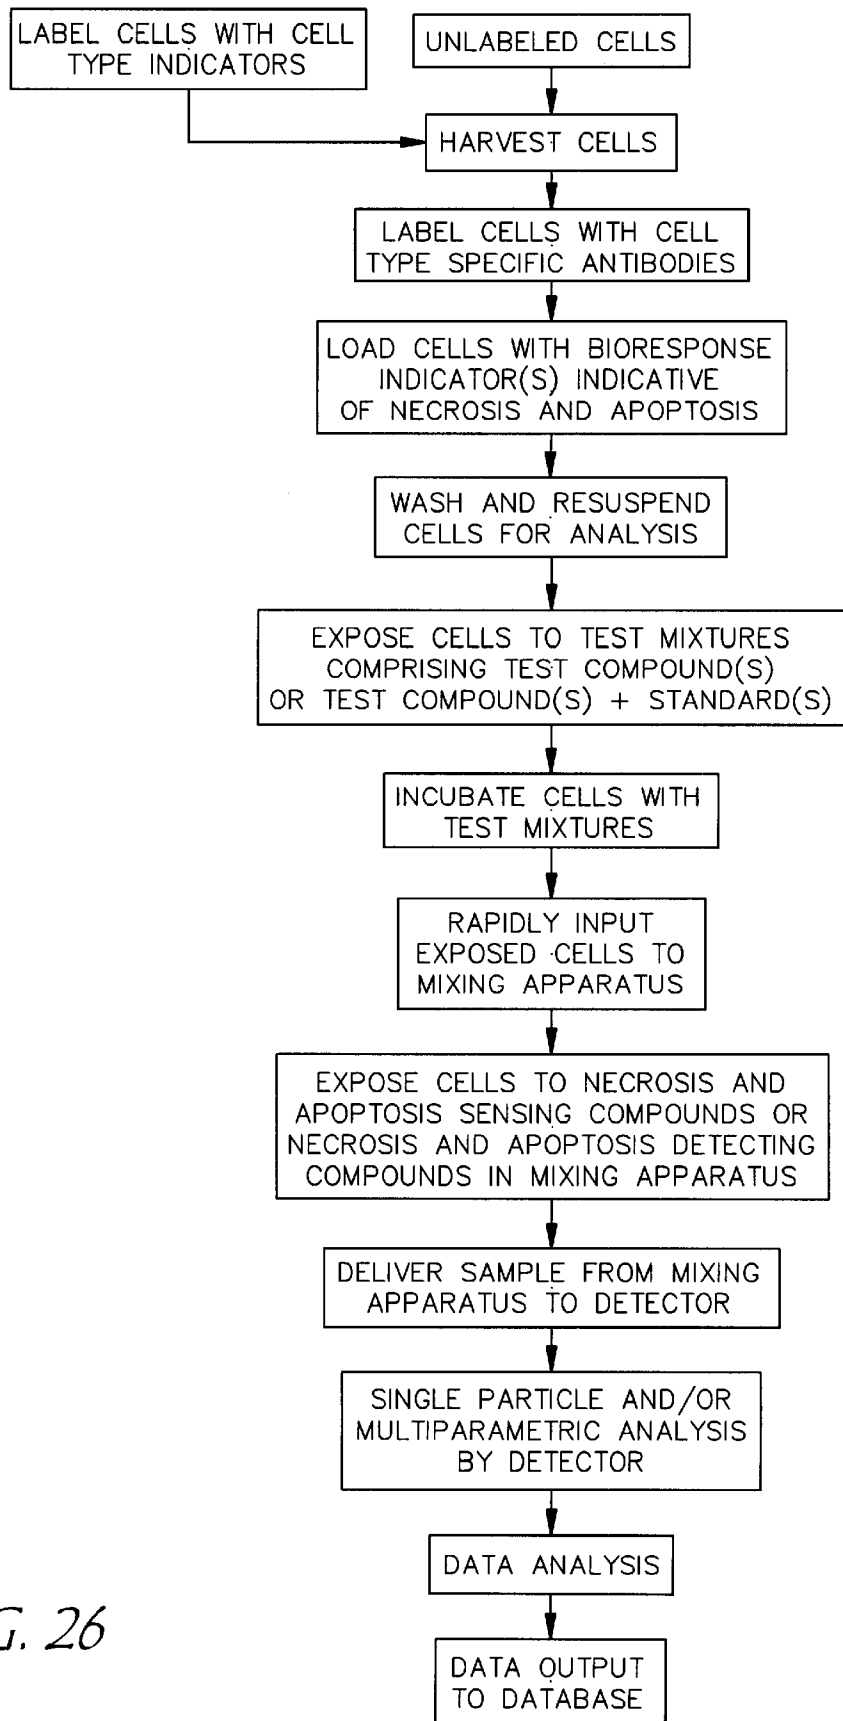 LABEL CELLS WITH CELL
TYPE INDICATORS
UNLABELED CELLS
HARVEST CELLS
LABEL CELLS WITH CELL
TYPE SPECIFIC ANTIBODIES
LOAD CELLS WITH BIORESPONSE
INDICATOR(S) INDICATIVE
OF NECROSIS AND APOPTOSIS
WASH AND RESUSPEND
CELLS FOR ANALYSIS
EXPOSE CELLS TO TEST MIXTURES
COMPRISING TEST COMPOUND(S)
OR TEST COMPOUND(S) + STANDARD(S)
INCUBATE CELLS WITH
TEST MIXTURES
RAPIDLY INPUT
EXPOSED CELLS TO
MIXING APPARATUS
EXPOSE CELLS TO NECROSIS AND
APOPTOSIS SENSING COMPOUNDS OR
NECROSIS AND APOPTOSIS DETECTING
COMPOUNDS IN MIXING APPARATUS
DELIVER SAMPLE FROM MIXING
APPARATUS TO DETECTOR
SINGLE PARTICLE AND/OR
MULTIPARAMETRIC ANALYSIS
BY DETECTOR
DATA ANALYSIS
DATA OUTPUT
TO DATABASE
G. 26